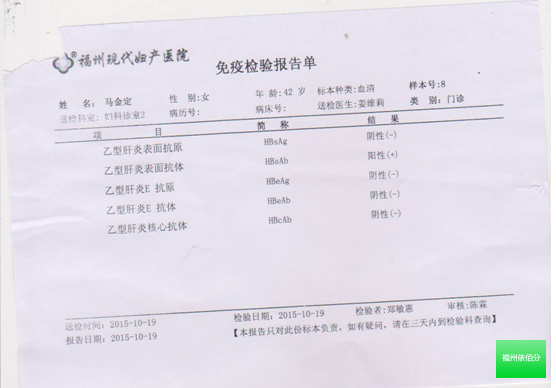 福州现代妇产医院
免疫检验报告单
姓 名: 马金定 性 别:女 年 龄:42 岁 标本种类:血清 样本号:8
送检科室: 妇科诊室2 病历号: 病床号: 送检医生:姜维莉 类 别:门诊
项 目 简 称 结 果
乙型肝炎表面抗原 HBsAg 阴性(-)
乙型肝炎表面抗体 HBsAb 阳性(+)
乙型肝炎E 抗原 HBeAg 阴性(-)
乙型肝炎E 抗体 HBeAb 阴性(-)
乙型肝炎核心抗体 HBcAb 阴性(-)
送检时间:2015-10-19 检验日期:2015-10-19 检验者:郑敏惠 审核:陈霖
报告日期:2015-10-19 【本报告只对此份标本负责,如有疑问,请在三天内到检验科查询】
福州依佰分